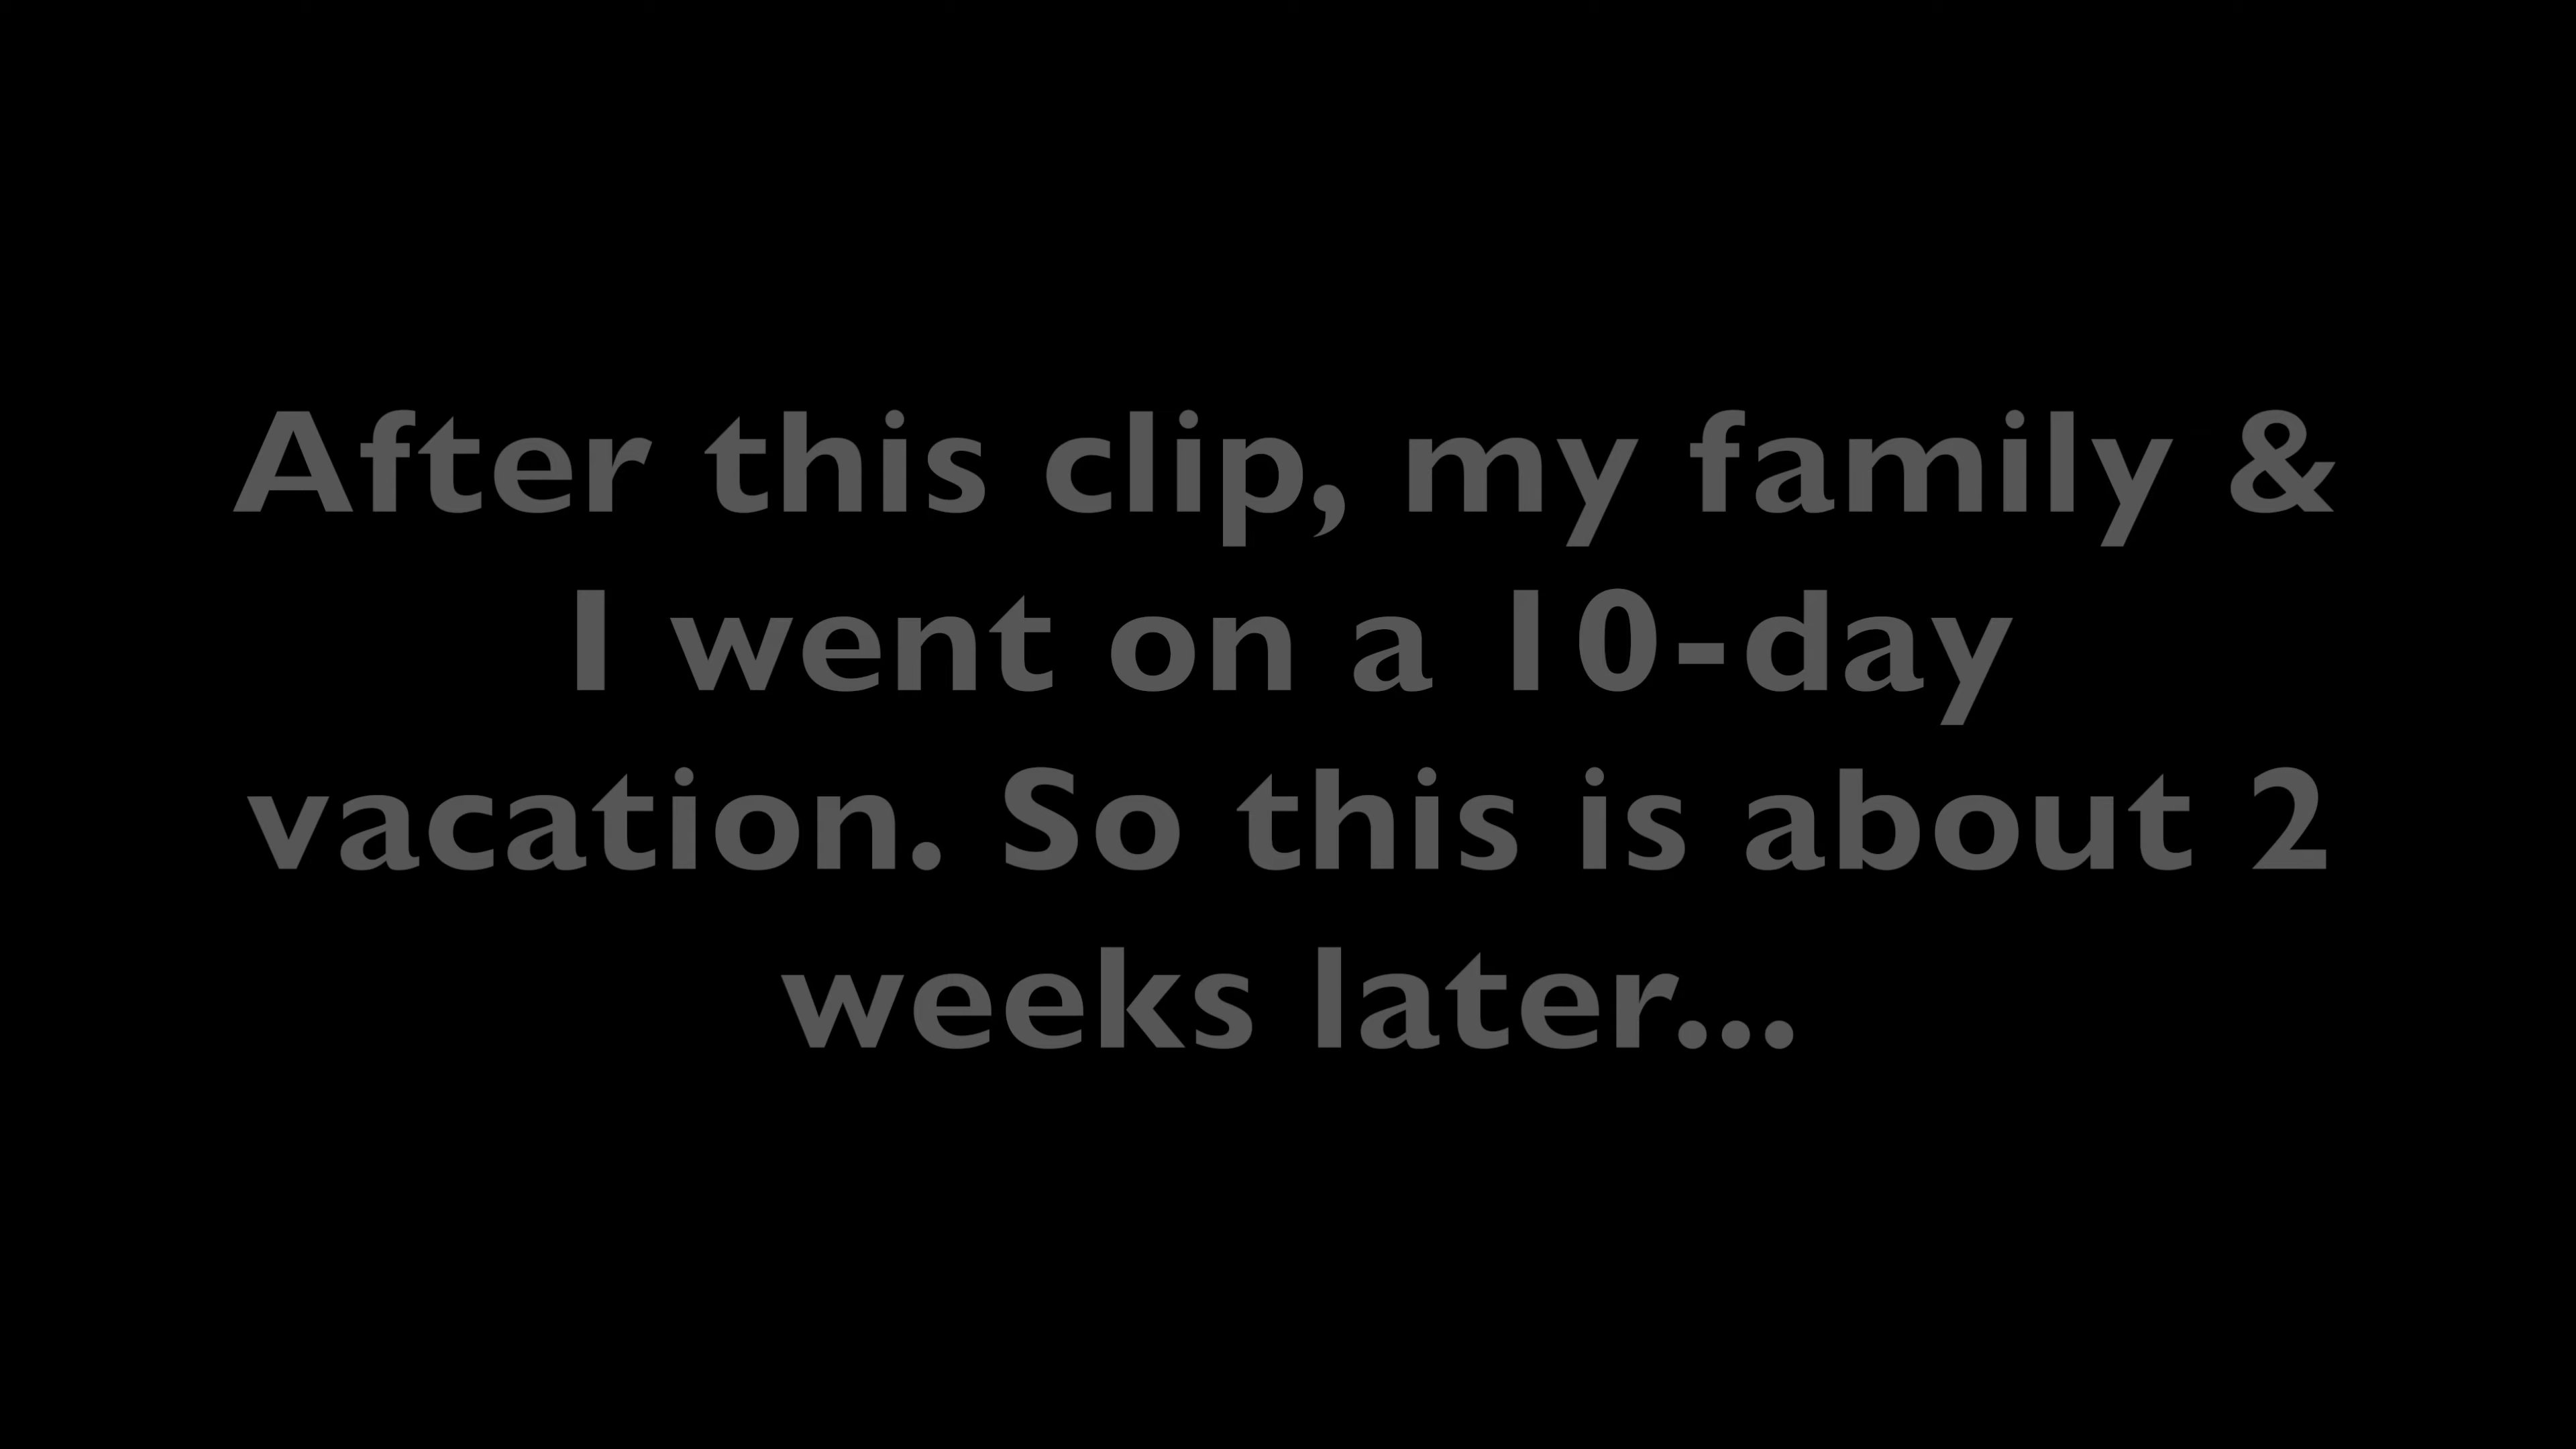 After this clip, my family &
I went on a 10-day
vacation. So this is about 2
weeks later...